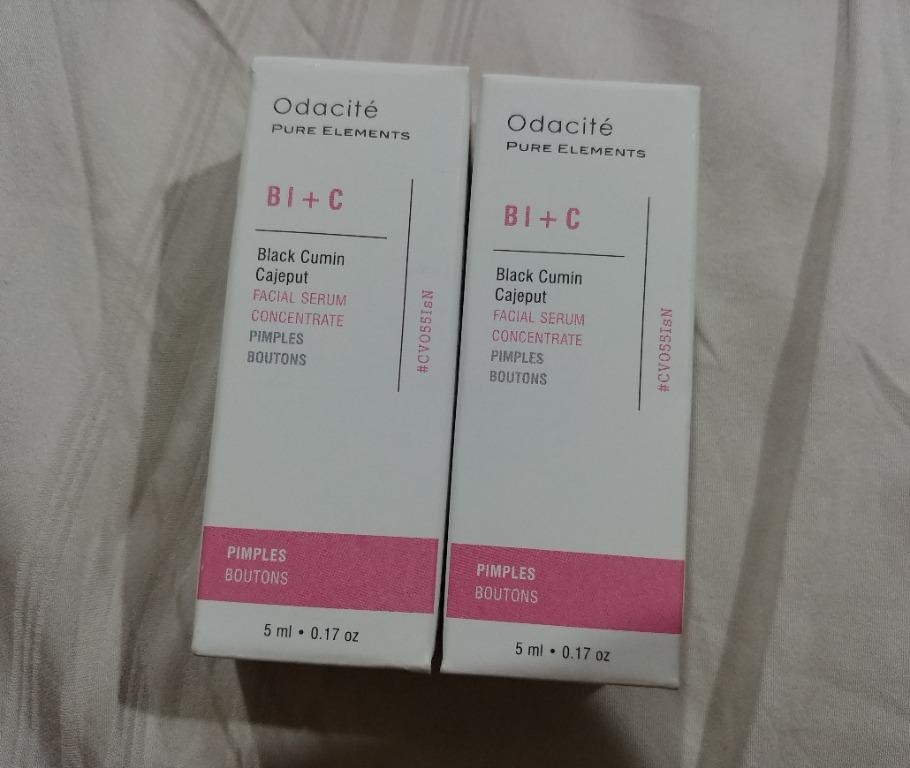 Odacité
PURE ELEMENTS
Bl + C
Black Cumin
Cajeput
FACIAL SERUM
CONCENTRATE
PIMPLES
BOUTONS
#CVO55IsN
PIMPLES
BOUTONS
5 ml • 0.17 oz
Odacité
PURE ELEMENTS
Bl + C
Black Cumin
Cajeput
FACIAL SERUM
CONCENTRATE
PIMPLES
BOUTONS
#CVO55IsN
PIMPLES
BOUTONS
5 ml • 0.17 oz